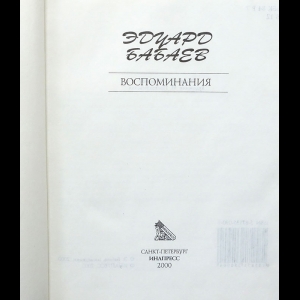 ЭДУАРД
БАБАЕВ
ВОСПОМИНАНИЯ
САНКТ-ПЕТЕРБУРГ
ИНАПРЕСС
2000